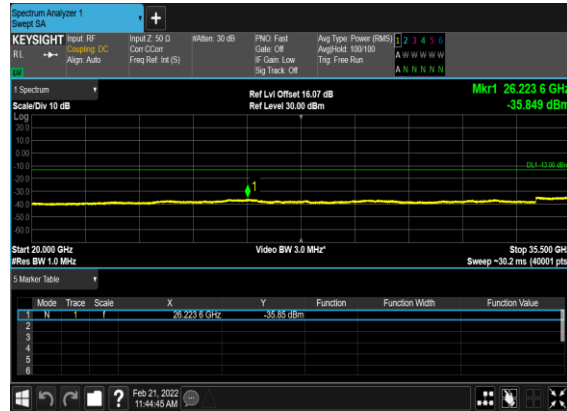 Spectrum Analyzer 1
Swept SA
+
KEYSIGHT Input: RF Input Z: 50 Ω #Atten: 30 dB PNO: Fast Avg Type: Power (RMS) 1 2 3 4 5 6
RL Coupling: DC Corr CCorr Gate: Off Avg|Hold: 100/100 A W W W W W
Align: Auto Freq Ref: Int (S) IF Gain: Low Trig: Free Run A N N N N N
Sig Track: Off
1 Spectrum Ref Lvl Offset 16.07 dB Mkr1 26.223 6 GHz
Scale/Div 10 dB Ref Level 30.00 dBm -35.849 dBm
Log
20.0
10.0
0.00
-10.0 DL1 -13.00 dBm
-20.0
-30.0 1
-40.0
-50.0
-60.0
Start 20.000 GHz Video BW 3.0 MHz* Stop 35.500 GHz
#Res BW 1.0 MHz Sweep ~30.2 ms (40001 pts)
5 Marker Table
Mode Trace Scale X Y Function Function Width Function Value
1 N 1 f 26.223 6 GHz -35.85 dBm
2
3
4
5
6
? Feb 21, 2022
11:44:45 AM